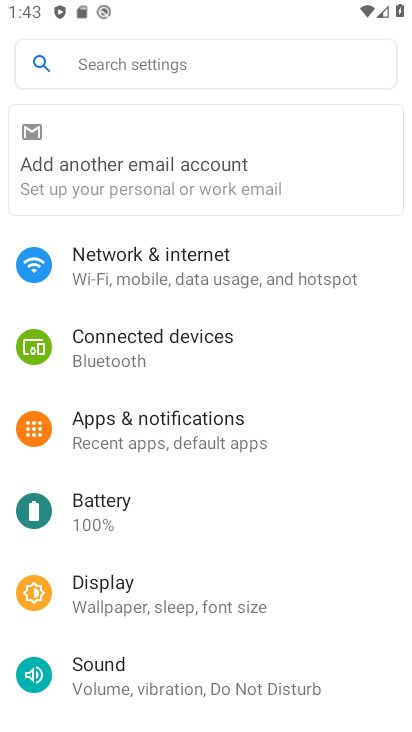 1:43
Search settings
Add another email account
Set up your personal or work email
Network & internet
Wi-Fi, mobile, data usage, and hotspot
Connected devices
Bluetooth
Apps & notifications
Recent apps, default apps
Battery
100%
Display
Wallpaper, sleep, font size
Sound
Volume, vibration, Do Not Disturb